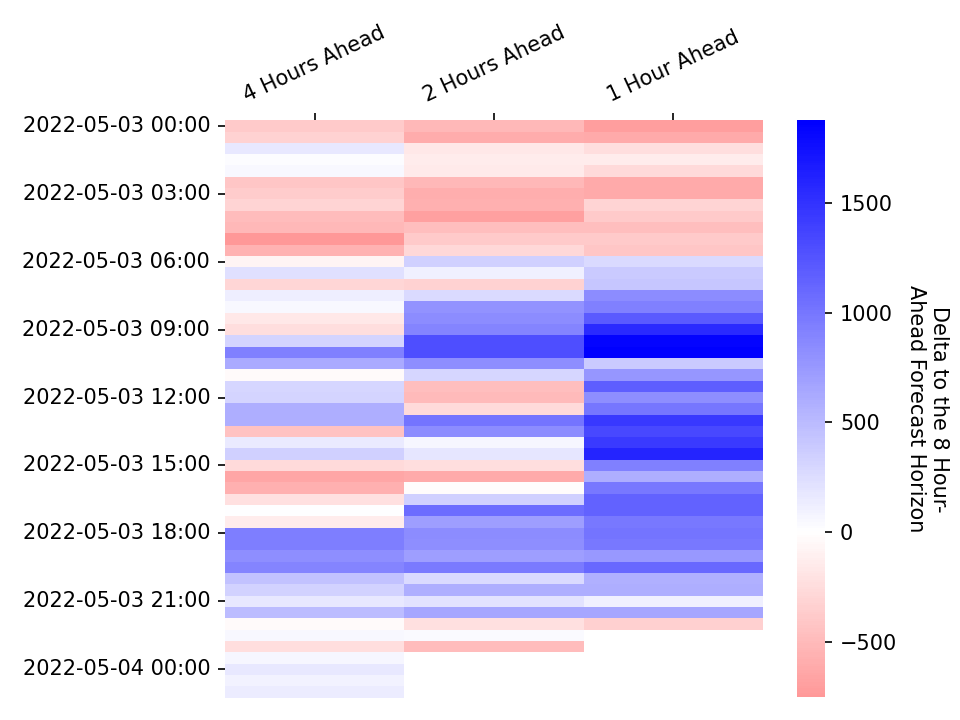 4 Hours Ahead
2 Hours Ahead
1 Hour Ahead
2022-05-03 00:00
2022-05-03 03:00
2022-05-03 06:00
2022-05-03 09:00
2022-05-03 12:00
2022-05-03 15:00
2022-05-03 18:00
2022-05-03 21:00
2022-05-04 00:00
1500
1000
500
0
−500
Delta to the 8 Hour-
Ahead Forecast Horizon